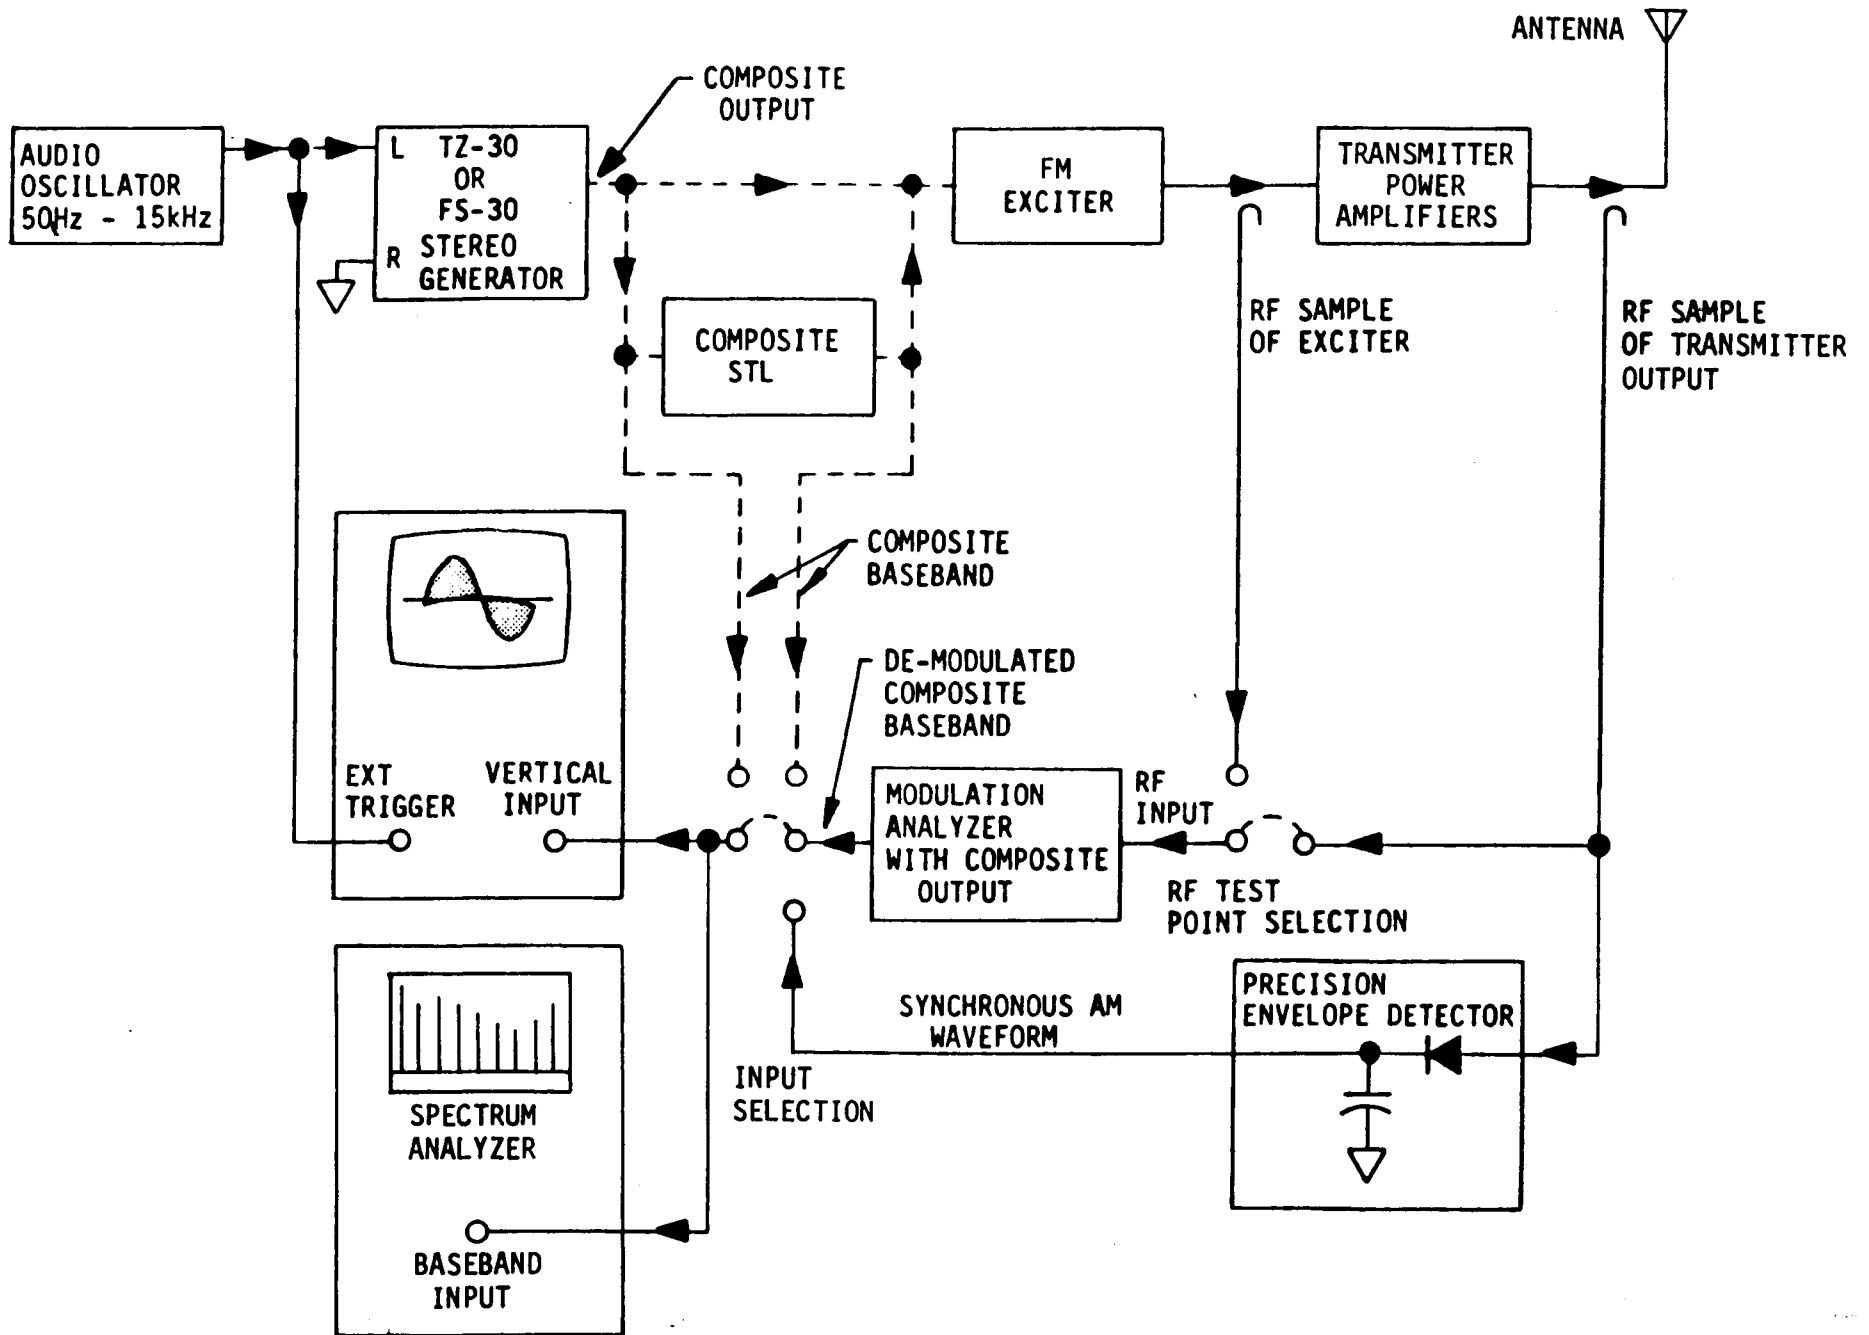 ANTENNA
COMPOSITE
OUTPUT
AUDIO
OSCILLATOR
50Hz - 15kHz
L TZ-30
OR
FS-30
R STEREO
GENERATOR
FM
EXCITER
TRANSMITTER
POWER
AMPLIFIERS
COMPOSITE
STL
RF SAMPLE
OF EXCITER
RF SAMPLE
OF TRANSMITTER
OUTPUT
COMPOSITE
BASEBAND
DE-MODULATED
COMPOSITE
BASEBAND
EXT
TRIGGER
VERTICAL
INPUT
MODULATION
ANALYZER
WITH COMPOSITE
OUTPUT
RF
INPUT
RF TEST
POINT SELECTION
PRECISION
ENVELOPE DETECTOR
SYNCHRONOUS AM
WAVEFORM
INPUT
SELECTION
SPECTRUM
ANALYZER
BASEBAND
INPUT